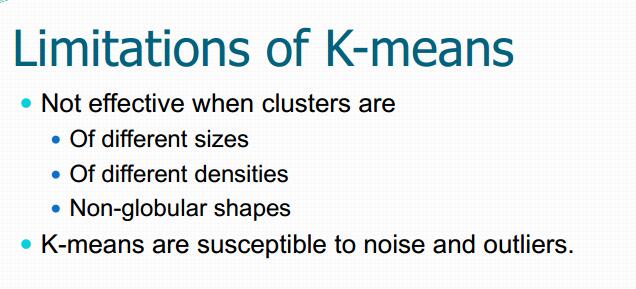 Limitations of K-means
Not effective when clusters are
Of different sizes
Of different densities
Non-globular shapes
K-means are susceptible to noise and outliers.